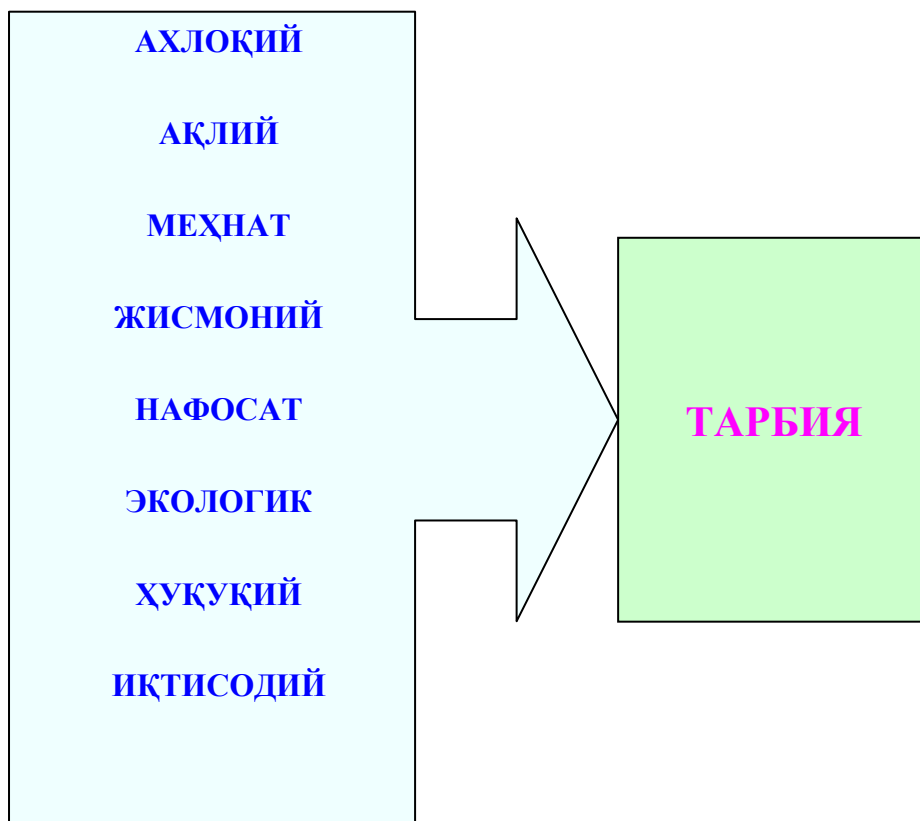 АХЛОҚИЙ
АҚЛИЙ
МЕҲНАТ
ЖИСМОНИЙ
НАФОСАТ
ЭКОЛОГИК
ҲУҚУҚИЙ
ИҚТИСОДИЙ
ТАРБИЯ